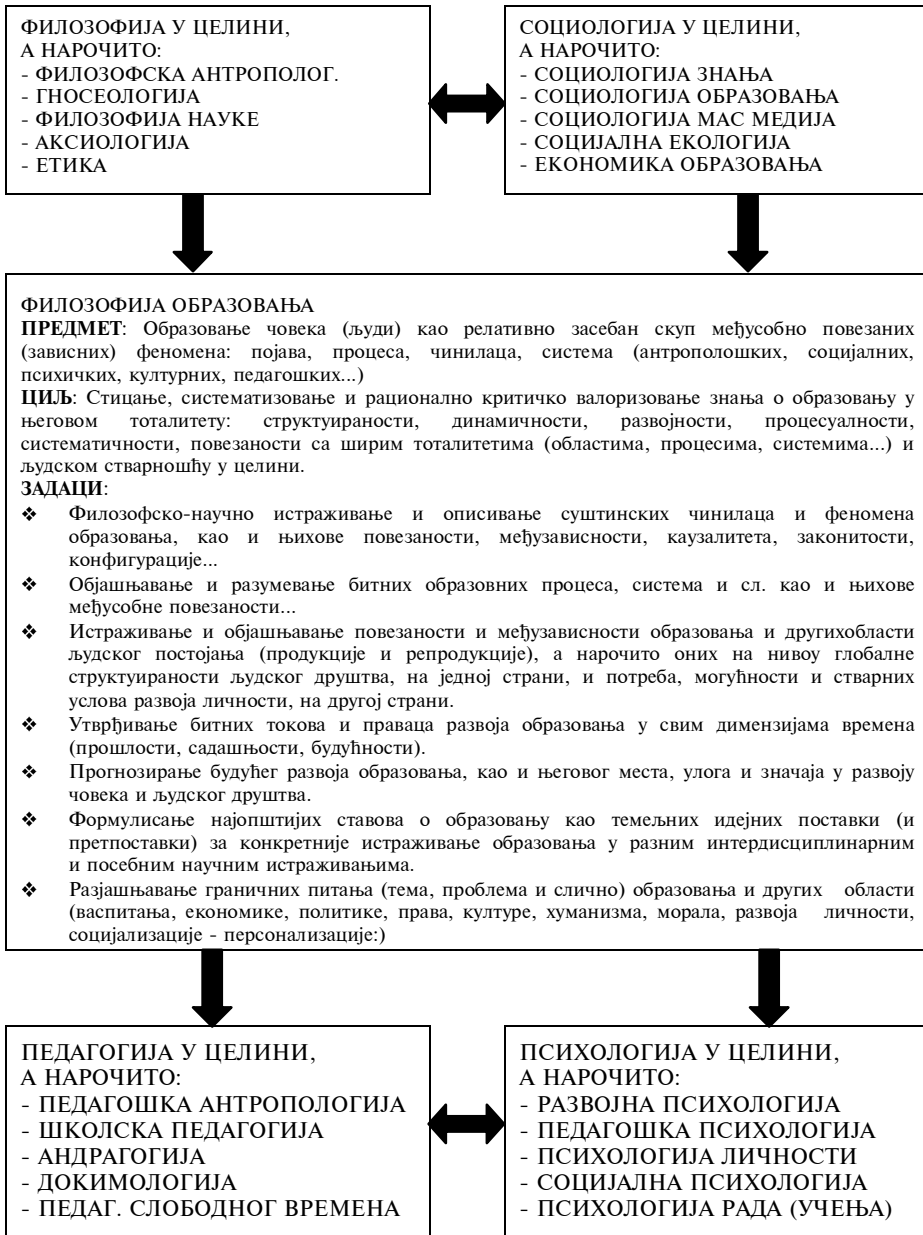 ФИЛОЗОФИЈА У ЦЕЛИНИ,
А НАРОЧИТО:
- ФИЛОЗОФСКА АНТРОПОЛОГ.
- ГНОСЕОЛОГИЈА
- ФИЛОЗОФИЈА НАУКЕ
- АКСИОЛОГИЈА
- ЕТИКА
СОЦИОЛОГИЈА У ЦЕЛИНИ,
А НАРОЧИТО:
- СОЦИОЛОГИЈА ЗНАЊА
- СОЦИОЛОГИЈА ОБРАЗОВАЊА
- СОЦИОЛОГИЈА МАС МЕДИЈА
- СОЦИЈАЛНА ЕКОЛОГИЈА
- ЕКОНОМИКА ОБРАЗОВАЊА
ФИЛОЗОФИЈА ОБРАЗОВАЊА
ПРЕДМЕТ: Образовање човека (људи) као релативно засебан скуп међусобно повезаних
(зависних) феномена: појава, процеса, чинилаца, система (антрополошких, социјалних,
психичких, културних, педагошких...)
ЦИЉ: Стицање, систематизовање и рационално критичко валоризовање знања о образовању у
његовом тоталитету: структуираности, динамичности, развојности, процесуалности,
систематичности, повезаности са ширим тоталитетима (областима, процесима, системима...) и
људском стварношћу у целини.
ЗАДАЦИ:
❖ Филозофско-научно истраживање и описивање суштинских чинилаца и феномена
образовања, као и њихове повезаности, међузависности, каузалитета, законитости,
конфигурације...
❖ Објашњавање и разумевање битних образовних процеса, система и сл. као и њихове
међусобне повезаности...
❖ Истраживање и објашњавање повезаности и међузависности образовања и другихобласти
људског постојања (продукције и репродукције), а нарочито оних на нивоу глобалне
структуираности људског друштва, на једној страни, и потреба, могућности и стварних
услова развоја личности, на другој страни.
❖ Утврђивање битних токова и праваца развоја образовања у свим димензијама времена
(прошлости, садашњости, будућности).
❖ Прогнозирање будућег развоја образовања, као и његовог места, улога и значаја у развоју
човека и људског друштва.
❖ Формулисање најопштијих ставова о образовању као темељних идејних поставки (и
претпоставки) за конкретније истраживање образовања у разним интердисциплинарним
и посебним научним истраживањима.
❖ Разјашњавање граничних питања (тема, проблема и слично) образовања и других области
(васпитања, економике, политике, права, културе, хуманизма, морала, развоја личности,
социјализације - персонализације:)
ПЕДАГОГИЈА У ЦЕЛИНИ,
А НАРОЧИТО:
- ПЕДАГОШКА АНТРОПОЛОГИЈА
- ШКОЛСКА ПЕДАГОГИЈА
- АНДРАГОГИЈА
- ДОКИМОЛОГИЈА
- ПЕДАГ. СЛОБОДНОГ ВРЕМЕНА
ПСИХОЛОГИЈА У ЦЕЛИНИ,
А НАРОЧИТО:
- РАЗВОЈНА ПСИХОЛОГИЈА
- ПЕДАГОШКА ПСИХОЛОГИЈА
- ПСИХОЛОГИЈА ЛИЧНОСТИ
- СОЦИЈАЛНА ПСИХОЛОГИЈА
- ПСИХОЛОГИЈА РАДА (УЧЕЊА)